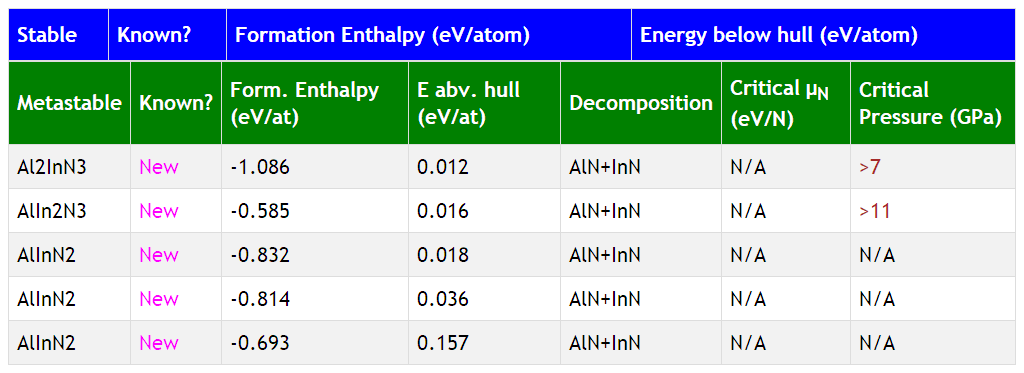 Stable Known? Formation Enthalpy (eV/atom) Energy below hull (eV/atom)
Metastable Known? Form. Enthalpy (eV/at) E abv. hull (eV/at) Decomposition Critical μN (eV/N) Critical Pressure (GPa)
Al2InN3 New -1.086 0.012 AlN+InN N/A >7
AlIn2N3 New -0.585 0.016 AlN+InN N/A >11
AlInN2 New -0.832 0.018 AlN+InN N/A N/A
AlInN2 New -0.814 0.036 AlN+InN N/A N/A
AlInN2 New -0.693 0.157 AlN+InN N/A N/A